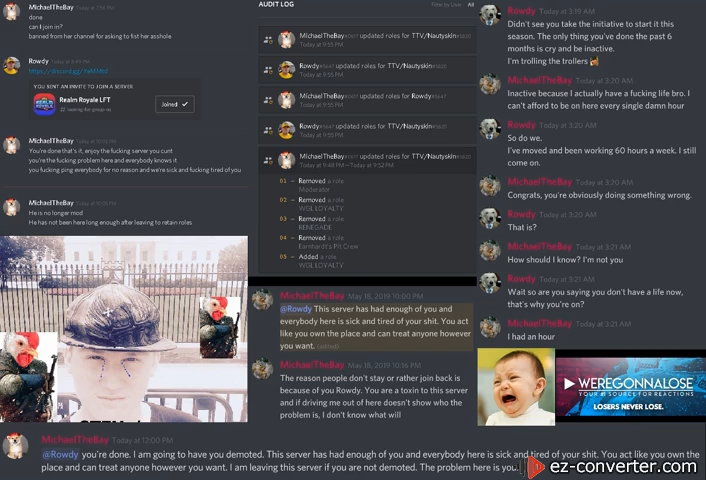 MichaelTheBay Today at 7:56 PM
done
can I join in?
banned from her channel for asking to fist her asshole
Rowdy
YOU SENT AN INVITE TO JOIN A SERVER
REALM ROYALE
Realm Royale LFT
Joined
MichaelTheBay
You're done that's it, enjoy the fucking server you cunt
you're the fucking problem here and everybody knows it
you fucking ping everybody for no reason and we're sick and fucking tired of you
MichaelTheBay
He is no longer mod
He has not been here long enough after leaving to retain roles
AUDIT LOG
Filter by User All
MichaelTheBay updated roles for TTV/Nautyskin
Today at 9:55 PM
Rowdy updated roles for TTV/Nautyskin
Today at 9:55 PM
MichaelTheBay updated roles for Rowdy
Today at 9:55 PM
Rowdy updated roles for TTV/Nautyskin
Today at 9:55 PM
MichaelTheBay updated roles for TTV/Nautyskin
Today at 9:48 PM — Today at 9:52 PM
01 — Removed a role
Moderator
02 — Removed a role
WGL LOYALTY
03 — Removed a role
RENEGADE
04 — Removed a role
Earnhardt's Pit Crew
05 — Added a role
WGL LOYALTY
MichaelTheBay May 18, 2019 10:00 PM
@Rowdy This server has had enough of you and
everybody here is sick and tired of your shit. You act
like you own the place and can treat anyone however
you want. (edited)
MichaelTheBay May 18, 2019 10:16 PM
The reason people don't stay or rather join back is
because of you Rowdy. You are a toxin to this server
and if driving me out of here doesn't show who the
problem is, I don't know what will
Rowdy Today at 3:19 AM
Didn't see you take the initiative to start it this
season. The only thing you've done the past 6
months is cry and be inactive.
I'm trolling the trollers
MichaelTheBay Today at 3:20 AM
Inactive because I actually have a fucking life bro. I
can't afford to be on here every single damn hour
Rowdy Today at 3:20 AM
So do we.
I've moved and been working 60 hours a week. I still
come on.
MichaelTheBay Today at 3:20 AM
Congrats, you're obviously doing something wrong.
Rowdy Today at 3:20 AM
That is?
MichaelTheBay Today at 3:21 AM
How should I know? I'm not you
Rowdy Today at 3:21 AM
Wait so are you saying you don't have a life now,
that's why you're on?
MichaelTheBay Today at 3:21 AM
I had an hour
WEREGONNALOSE
YOUR #1 SOURCE FOR REACTIONS
LOSERS NEVER LOSE.
MichaelTheBay Today at 12:00 PM
@Rowdy you're done. I am going to have you demoted. This server has had enough of you and everybody here is sick and tired of your shit. You act like you own the
place and can treat anyone however you want. I am leaving this server if you are not demoted. The problem here is you.
ez-converter.com